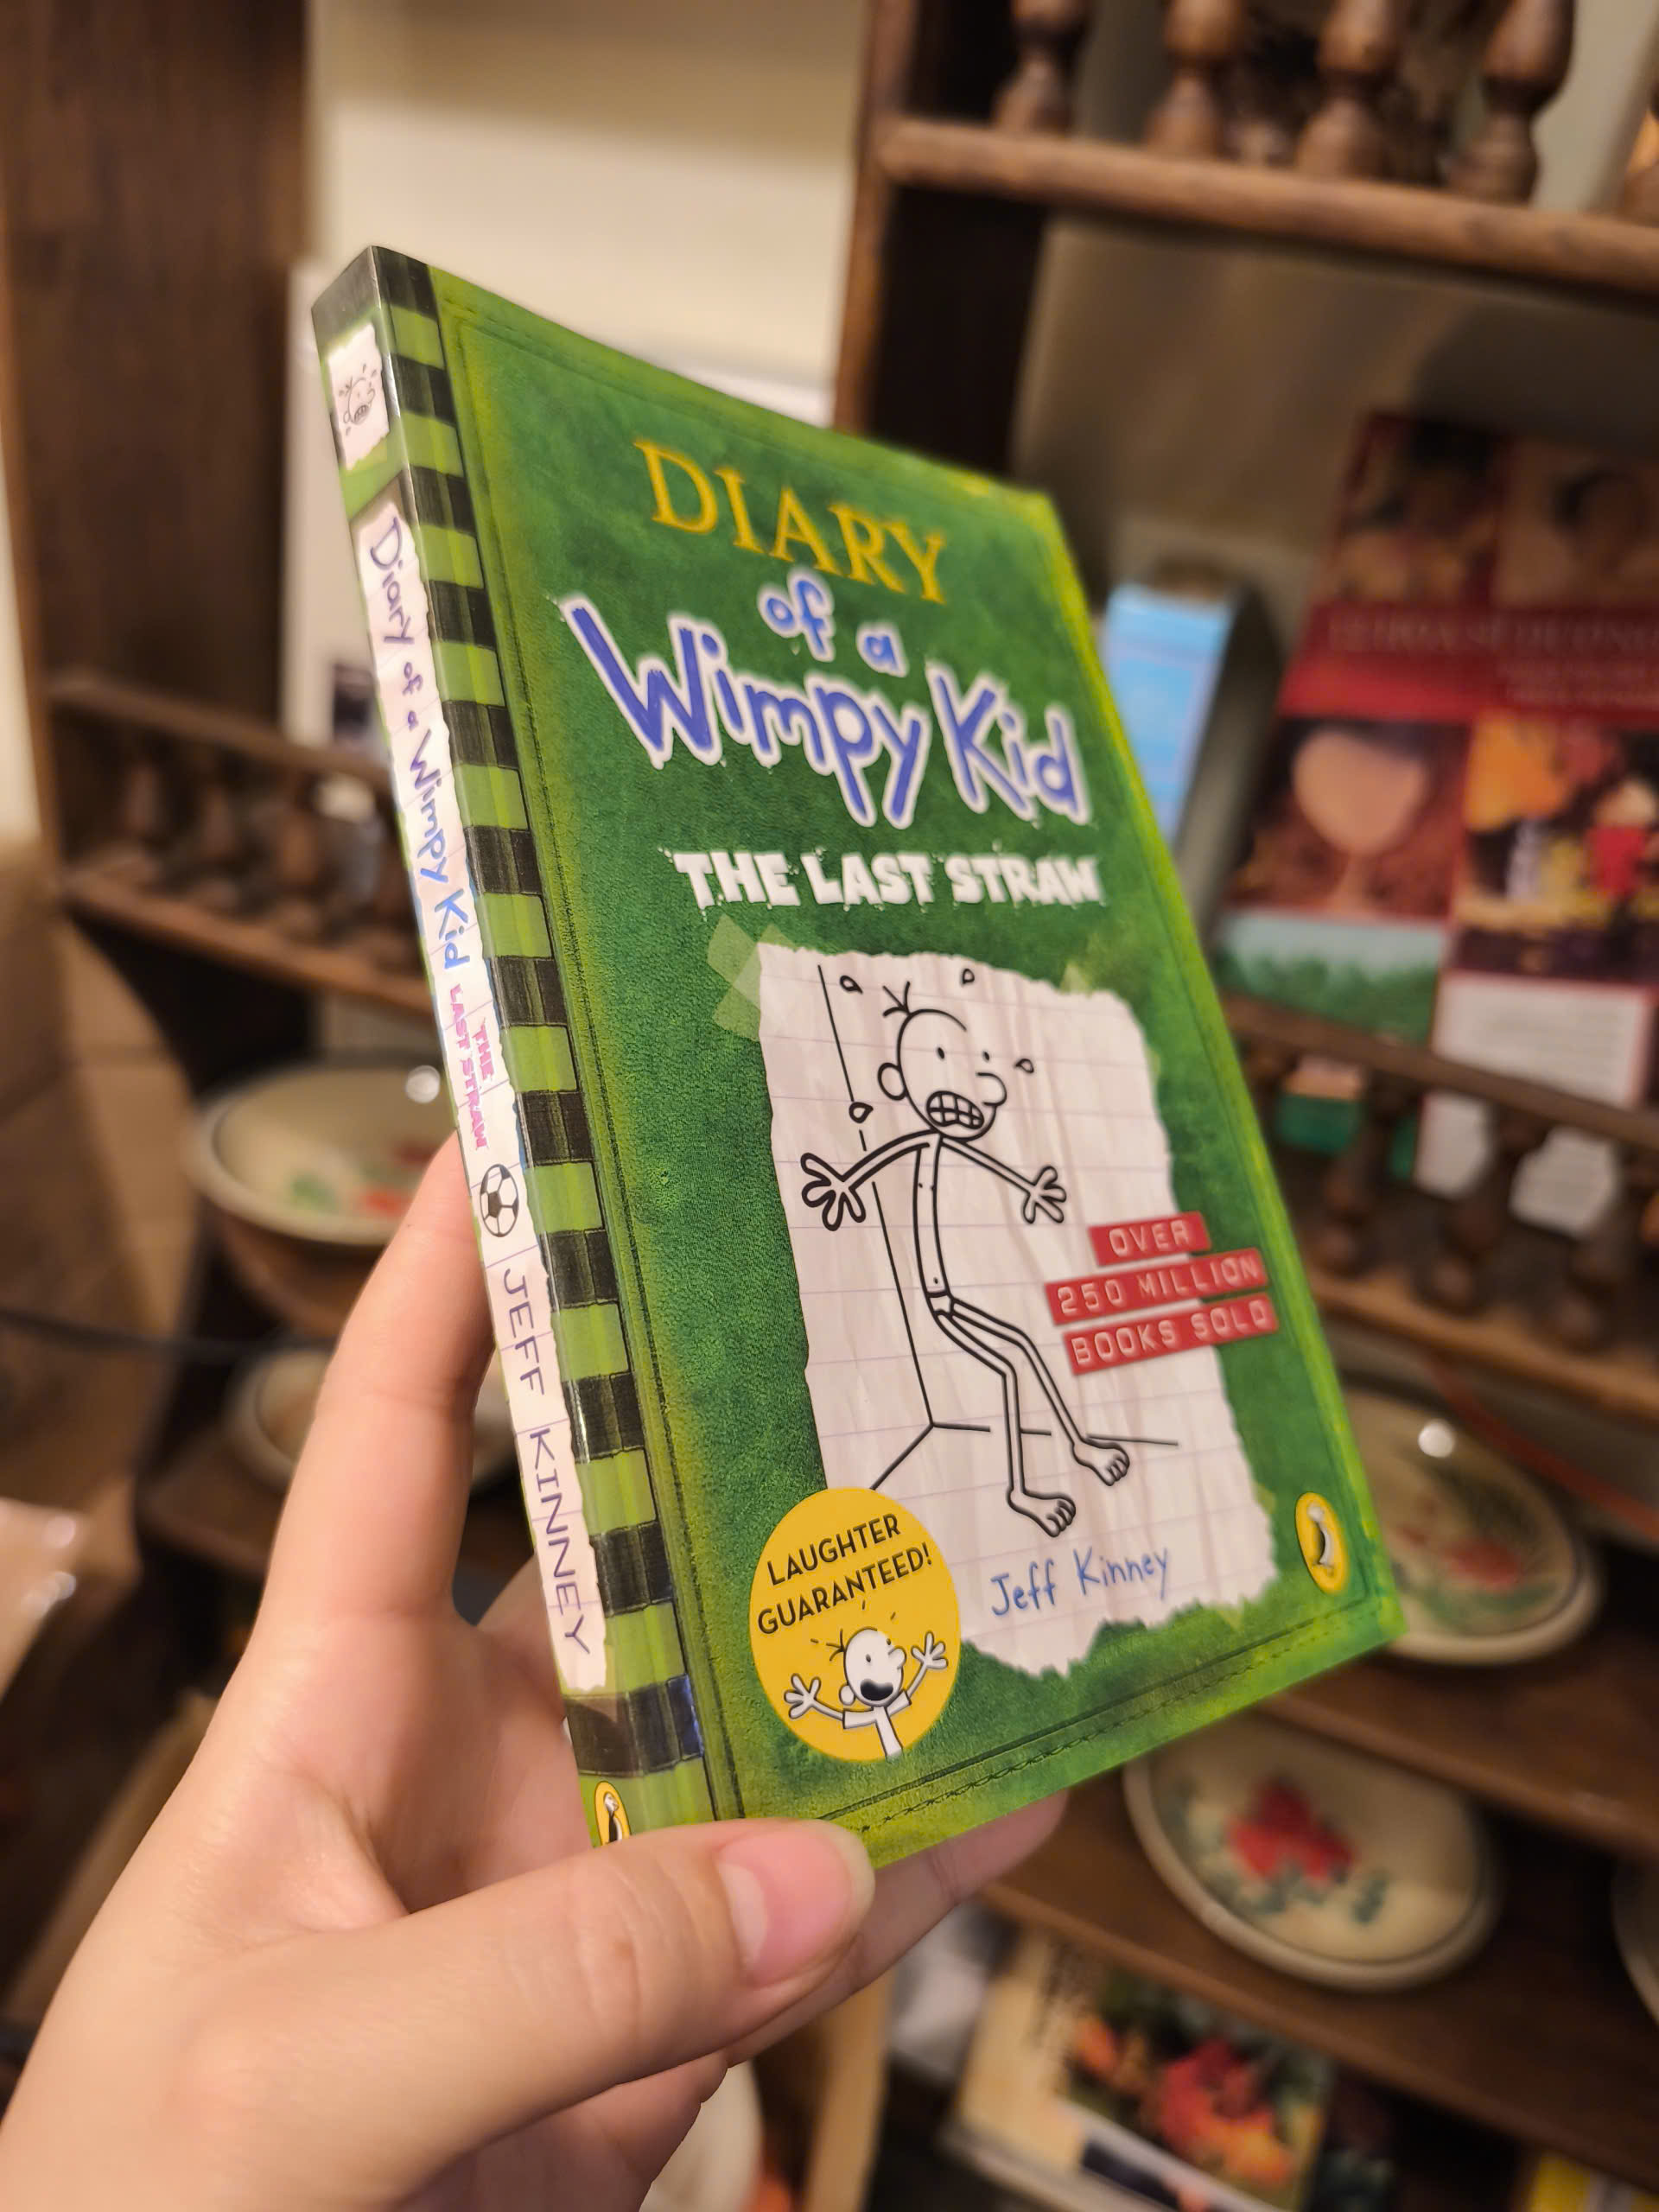 Diary of a Wimpy Kid THE LAST STRAW JEFF KINNEY
DIARY
of a
Wimpy Kid
THE LAST STRAW
OVER
250 MILLION
BOOKS SOLD
LAUGHTER
GUARANTEED!
Jeff Kinney